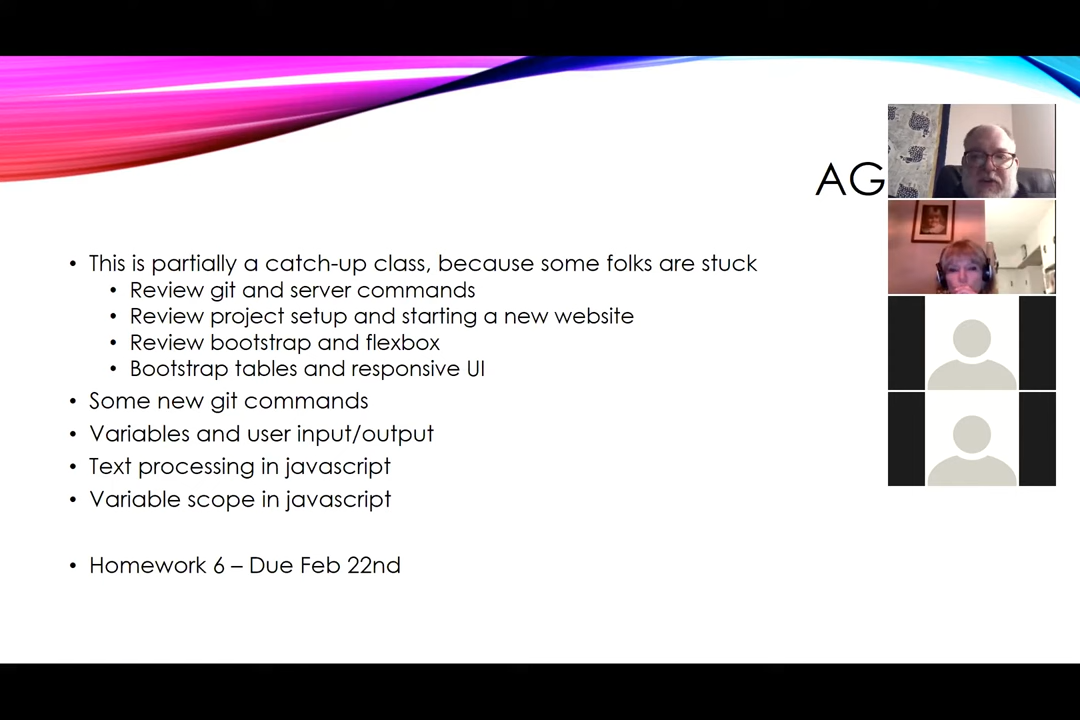 AG
• This is partially a catch-up class, because some folks are stuck
• Review git and server commands
• Review project setup and starting a new website
• Review bootstrap and flexbox
• Bootstrap tables and responsive UI
• Some new git commands
• Variables and user input/output
• Text processing in javascript
• Variable scope in javascript
• Homework 6 – Due Feb 22nd